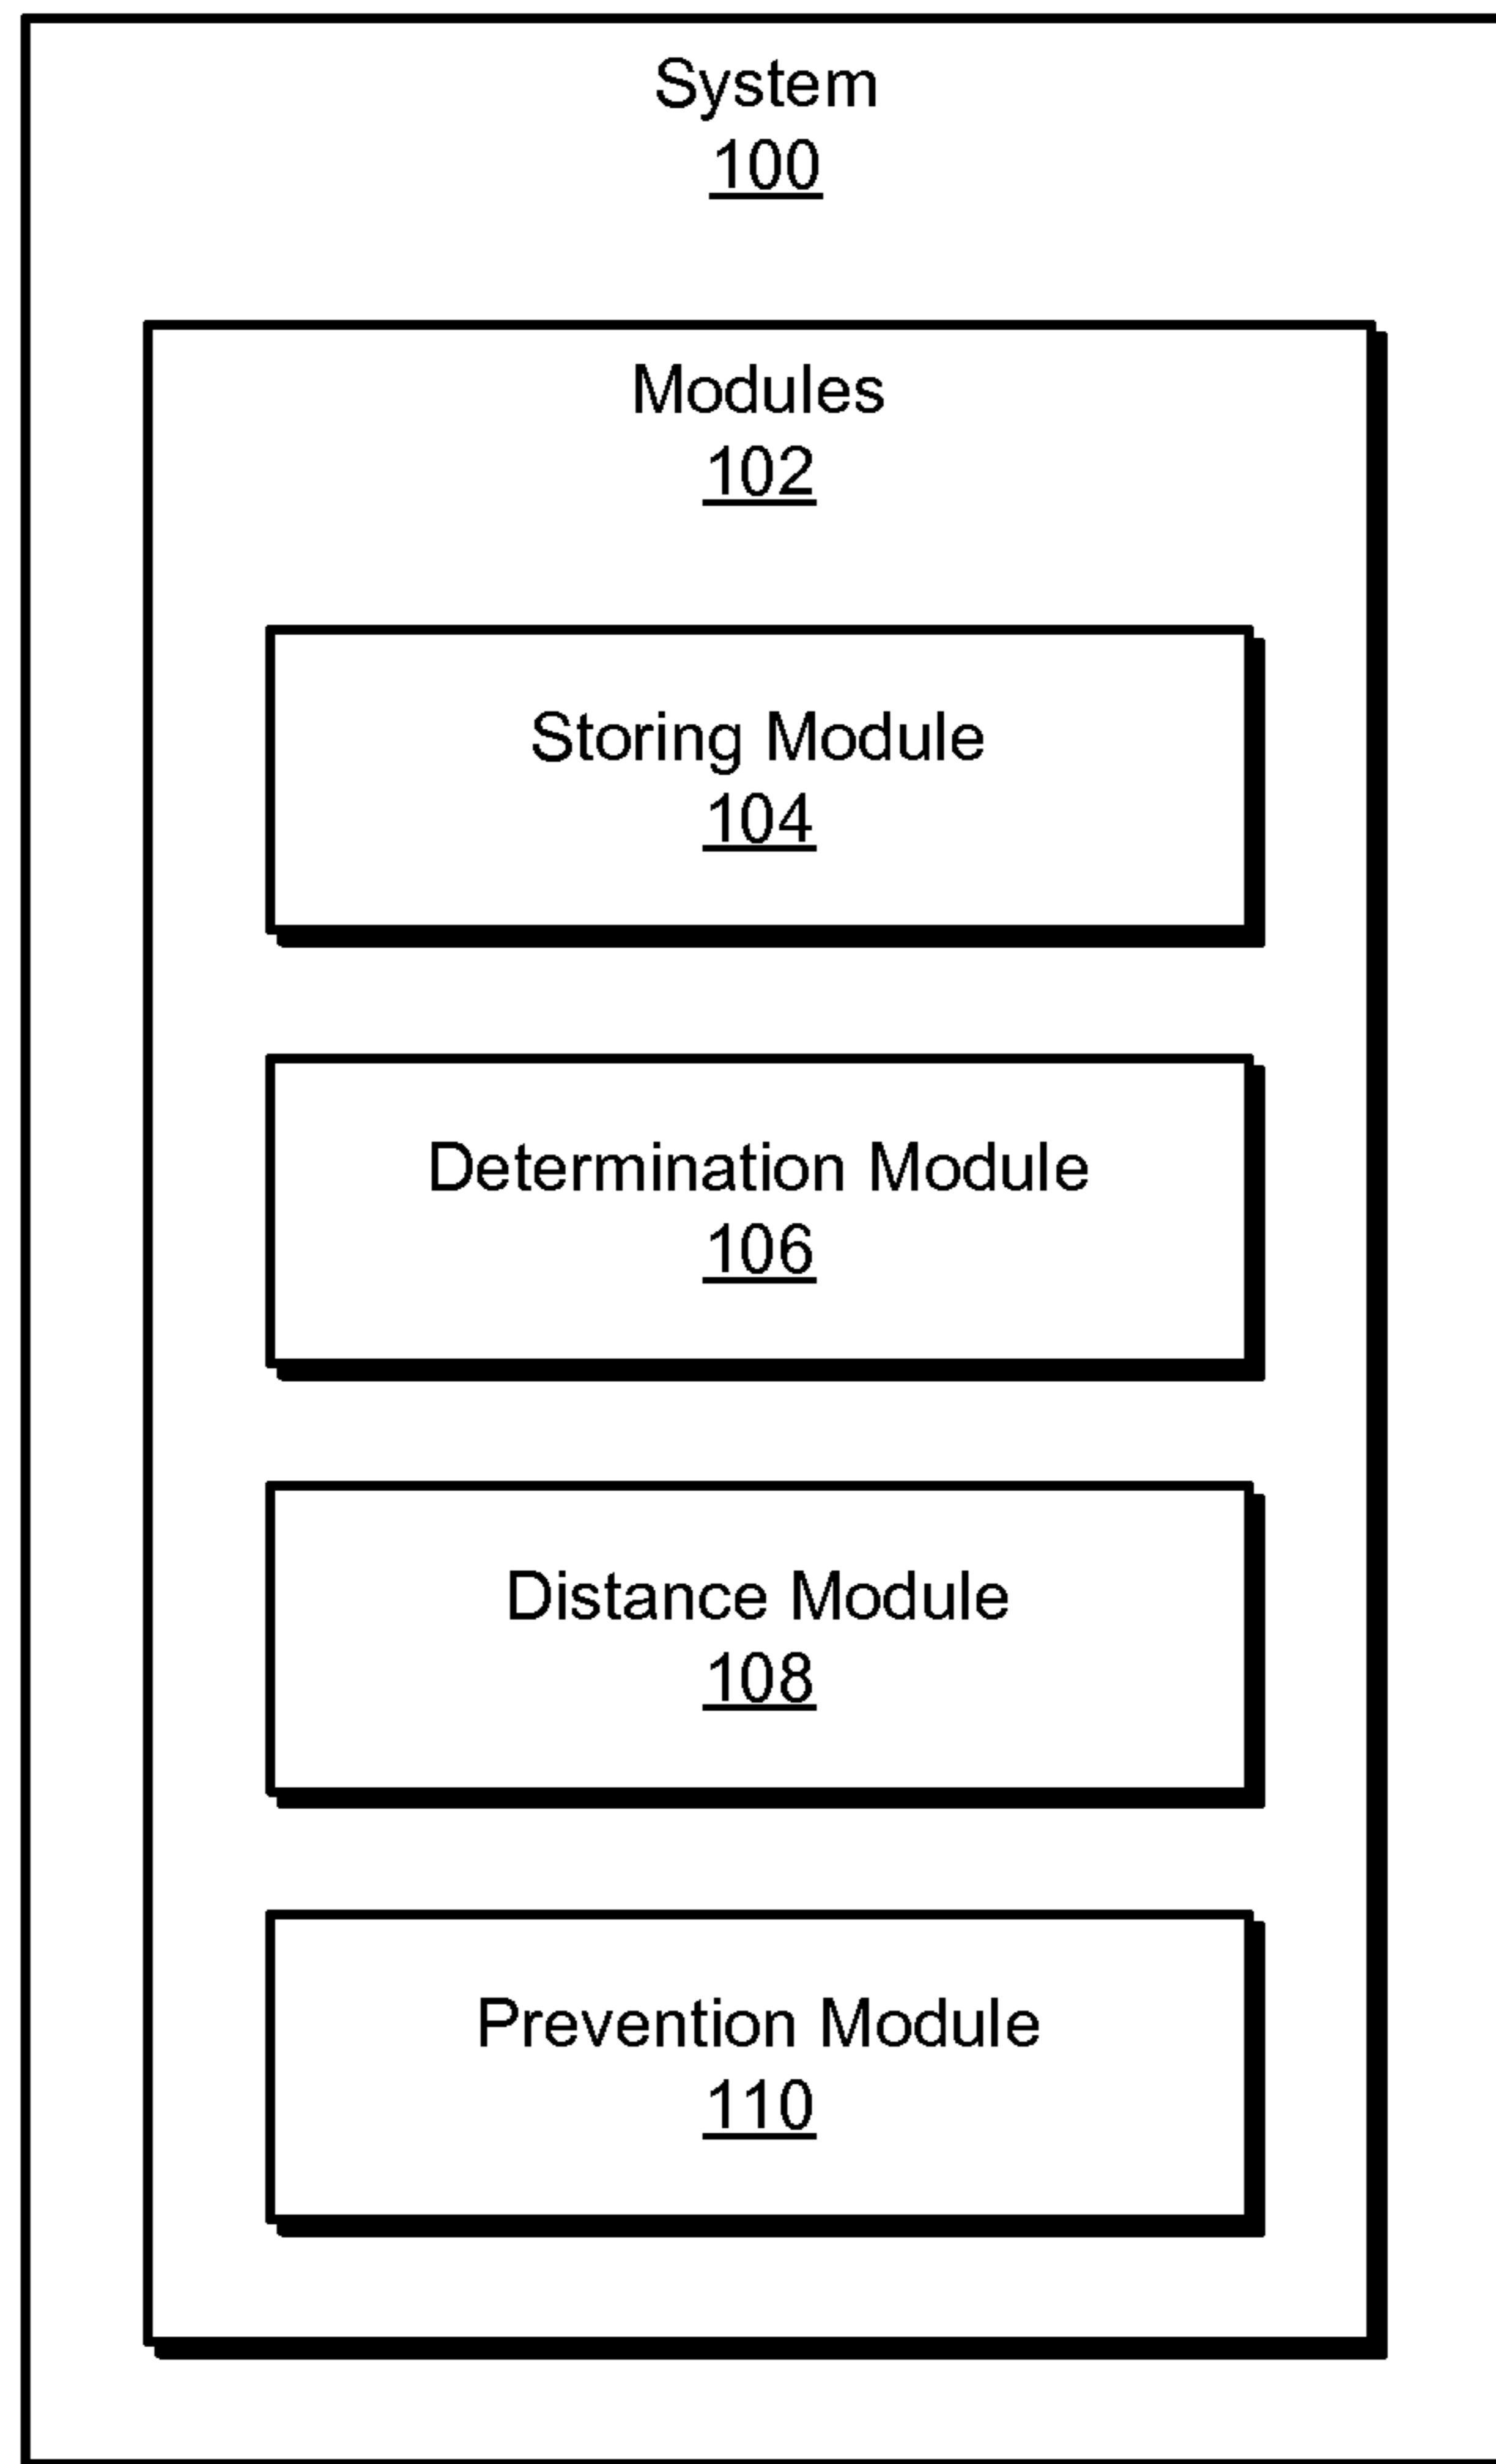 System
100
Modules
102
Storing Module
104
Determination Module
106
Distance Module
108
Prevention Module
110